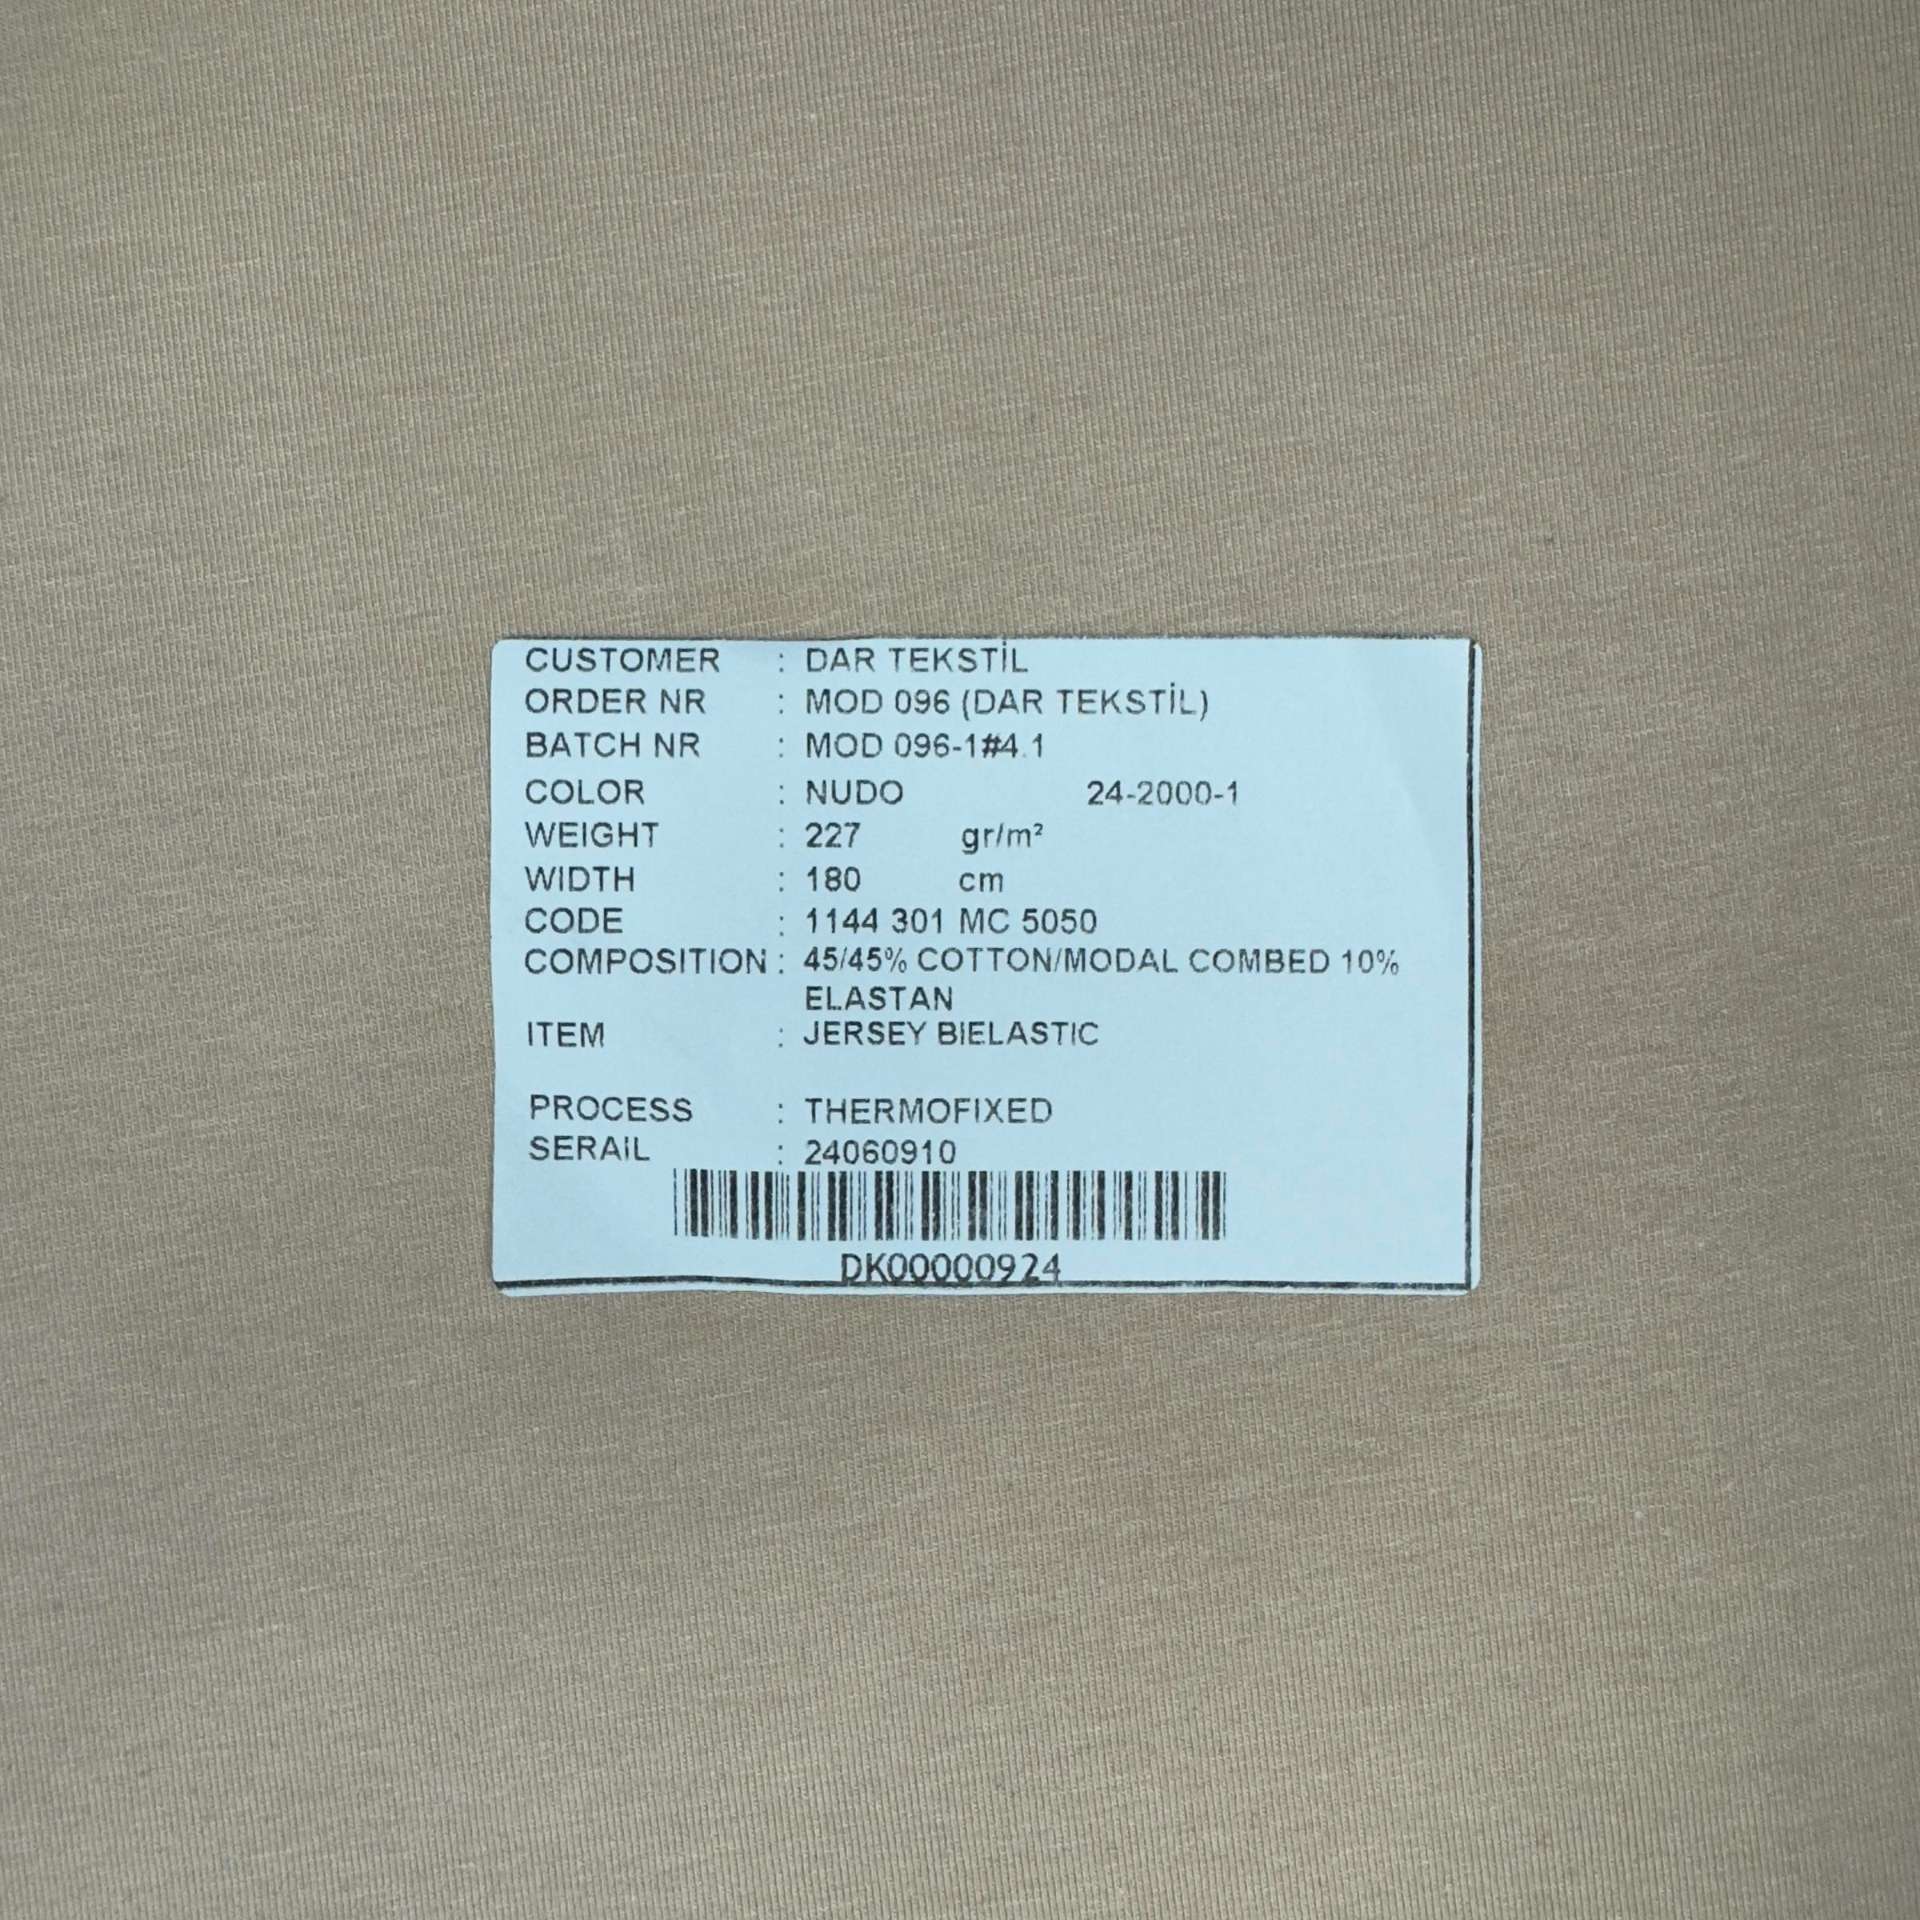 CUSTOMER : DAR TEKSTİL
ORDER NR : MOD 096 (DAR TEKSTİL)
BATCH NR : MOD 096-1#4.1
COLOR : NUDO 24-2000-1
WEIGHT : 227 gr/m²
WIDTH : 180 cm
CODE : 1144 301 MC 5050
COMPOSITION : 45/45% COTTON/MODAL COMBED 10%
ELASTAN
ITEM : JERSEY BIELASTIC
PROCESS : THERMOFIXED
SERAİL : 24060910
DK00000924